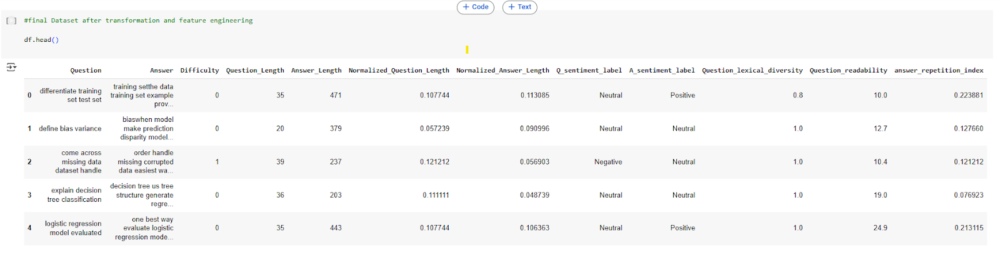 + Code + Text
[ ] #final Dataset after transformation and feature engineering
df.head()
Question Answer Difficulty Question_Length Answer_Length Normalized_Question_Length Normalized_Answer_Length Q_sentiment_label A_sentiment_label Question_lexical_diversity Question_readability answer_repetition_index
0 differentiate training set test set training setthe data training set example prov... 0 35 471 0.107744 0.113085 Neutral Positive 0.8 10.0 0.223881
1 define bias variance biaswhen model make prediction disparity model... 0 20 379 0.057239 0.090996 Neutral Neutral 1.0 12.7 0.127660
2 come across missing data dataset handle order handle missing corrupted data easiest wa... 1 39 237 0.121212 0.056903 Negative Neutral 1.0 10.4 0.121212
3 explain decision tree classification decision tree us tree structure generate regre... 0 36 203 0.111111 0.048739 Neutral Neutral 1.0 19.0 0.076923
4 logistic regression model evaluated one best way evaluate logistic regression mode... 0 35 443 0.107744 0.106363 Neutral Positive 1.0 24.9 0.213115